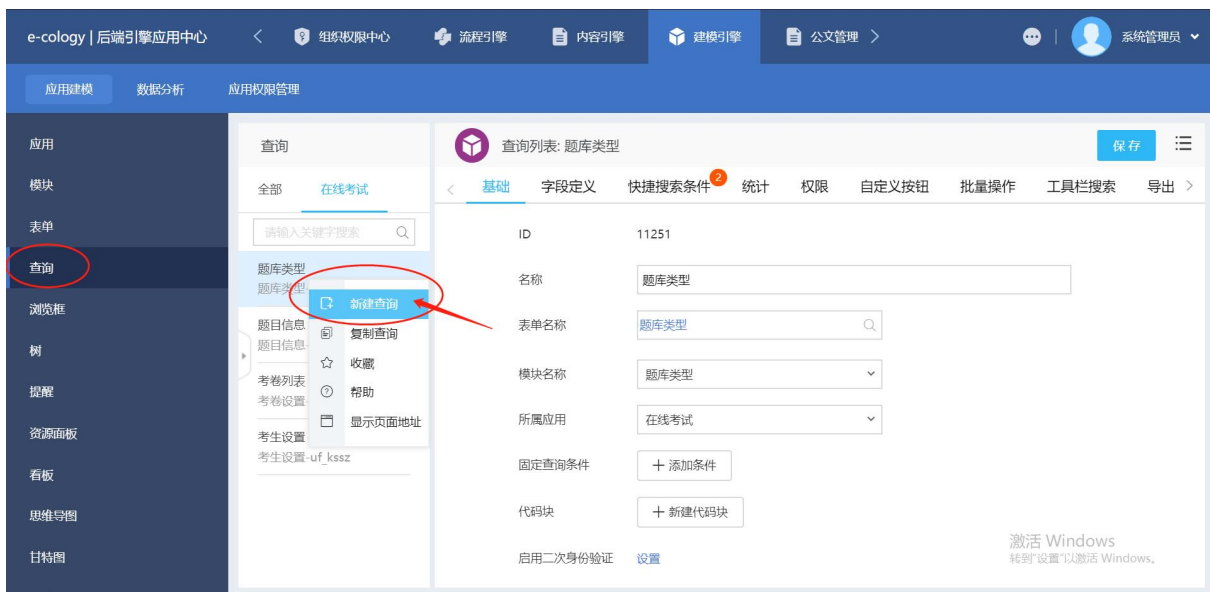 e-cology | 后端引擎应用中心 组织权限中心 流程引擎 内容引擎 建模引擎 公文管理 系统管理员
应用建模 数据分析 应用权限管理
应用
模块
表单
查询
浏览框
树
提醒
资源面板
看板
思维导图
甘特图
查询
全部 在线考试
请输入关键字搜索
题库类型
题库类型
题目信息
题目信息
考卷列表
考卷设置
考生设置
考生设置-uf_kssz
新建查询
复制查询
收藏
帮助
显示页面地址
查询列表: 题库类型 保存
基础 字段定义 快捷搜索条件 2 统计 权限 自定义按钮 批量操作 工具栏搜索 导出
ID 11251
名称 题库类型
表单名称 题库类型
模块名称 题库类型
所属应用 在线考试
固定查询条件 添加条件
代码块 新建代码块
启用二次身份验证 设置
激活 Windows
转到"设置"以激活 Windows。